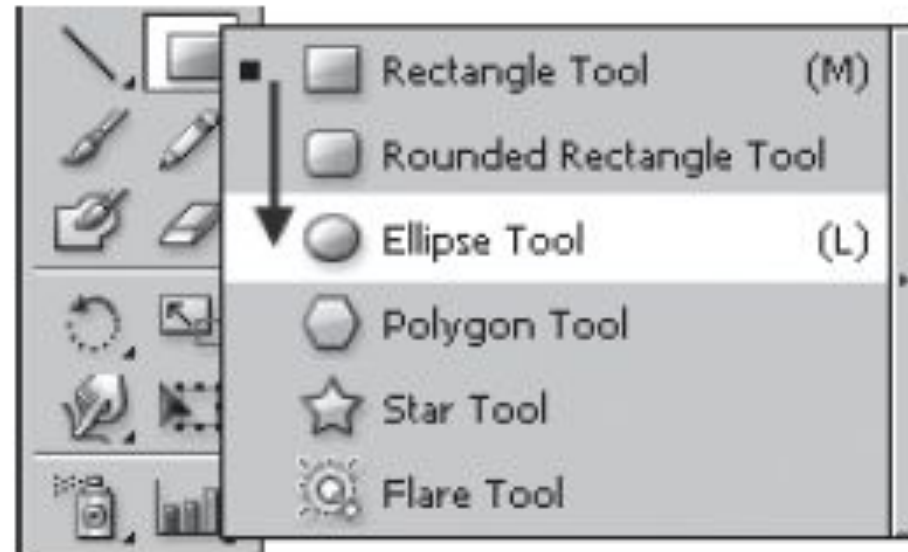 Rectangle Tool (M)
Rounded Rectangle Tool
Ellipse Tool (L)
Polygon Tool
Star Tool
Flare Tool